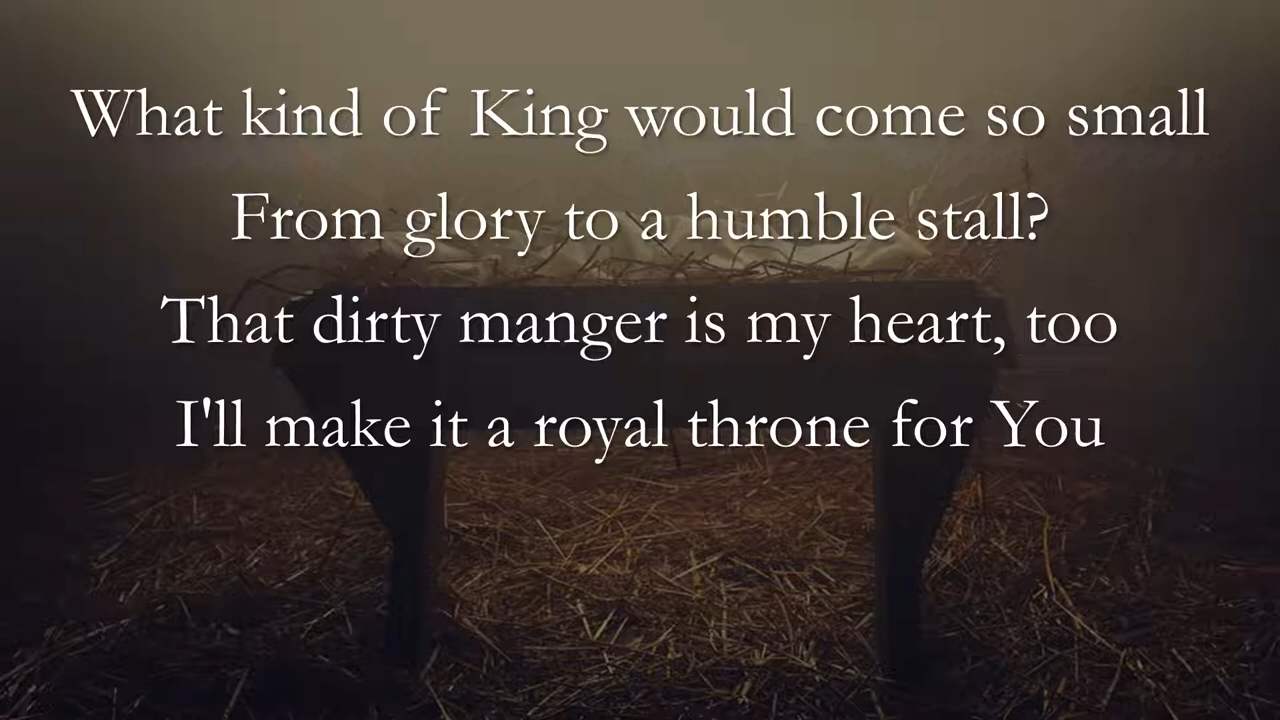 What kind of King would come so small
From glory to a humble stall?
That dirty manger is my heart, too
I'll make it a royal throne for You